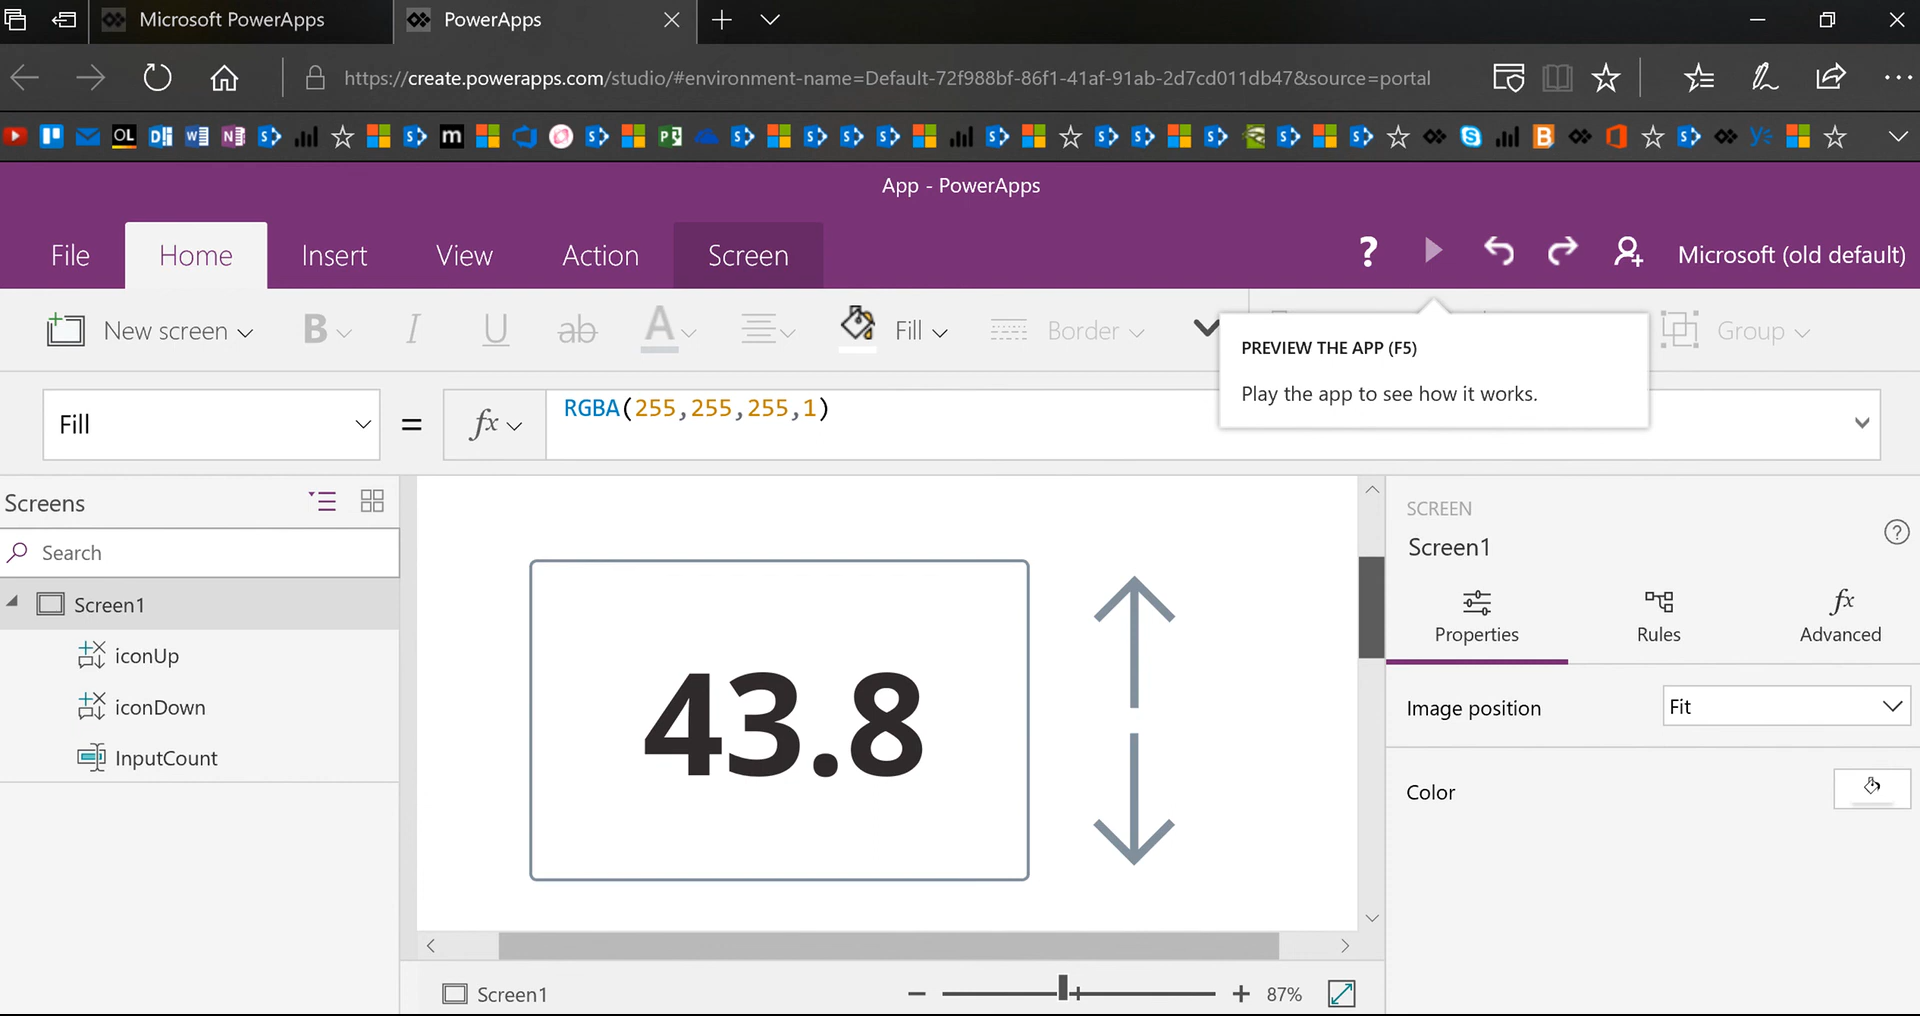 Microsoft PowerApps
PowerApps
https://create.powerapps.com/studio/#environment-name=Default-72f988bf-86f1-41af-91ab-2d7cd011db47&source=portal
App - PowerApps
File
Home
Insert
View
Action
Screen
?
Microsoft (old default)
New screen
B
I
U
ab
A
Fill
Border
Group
PREVIEW THE APP (F5)
Play the app to see how it works.
Fill
=
fx
RGBA(255,255,255,1)
Screens
Search
Screen1
iconUp
iconDown
InputCount
43.8
SCREEN
Screen1
Properties
Rules
fx
Advanced
Image position
Fit
Color
Screen1
87%